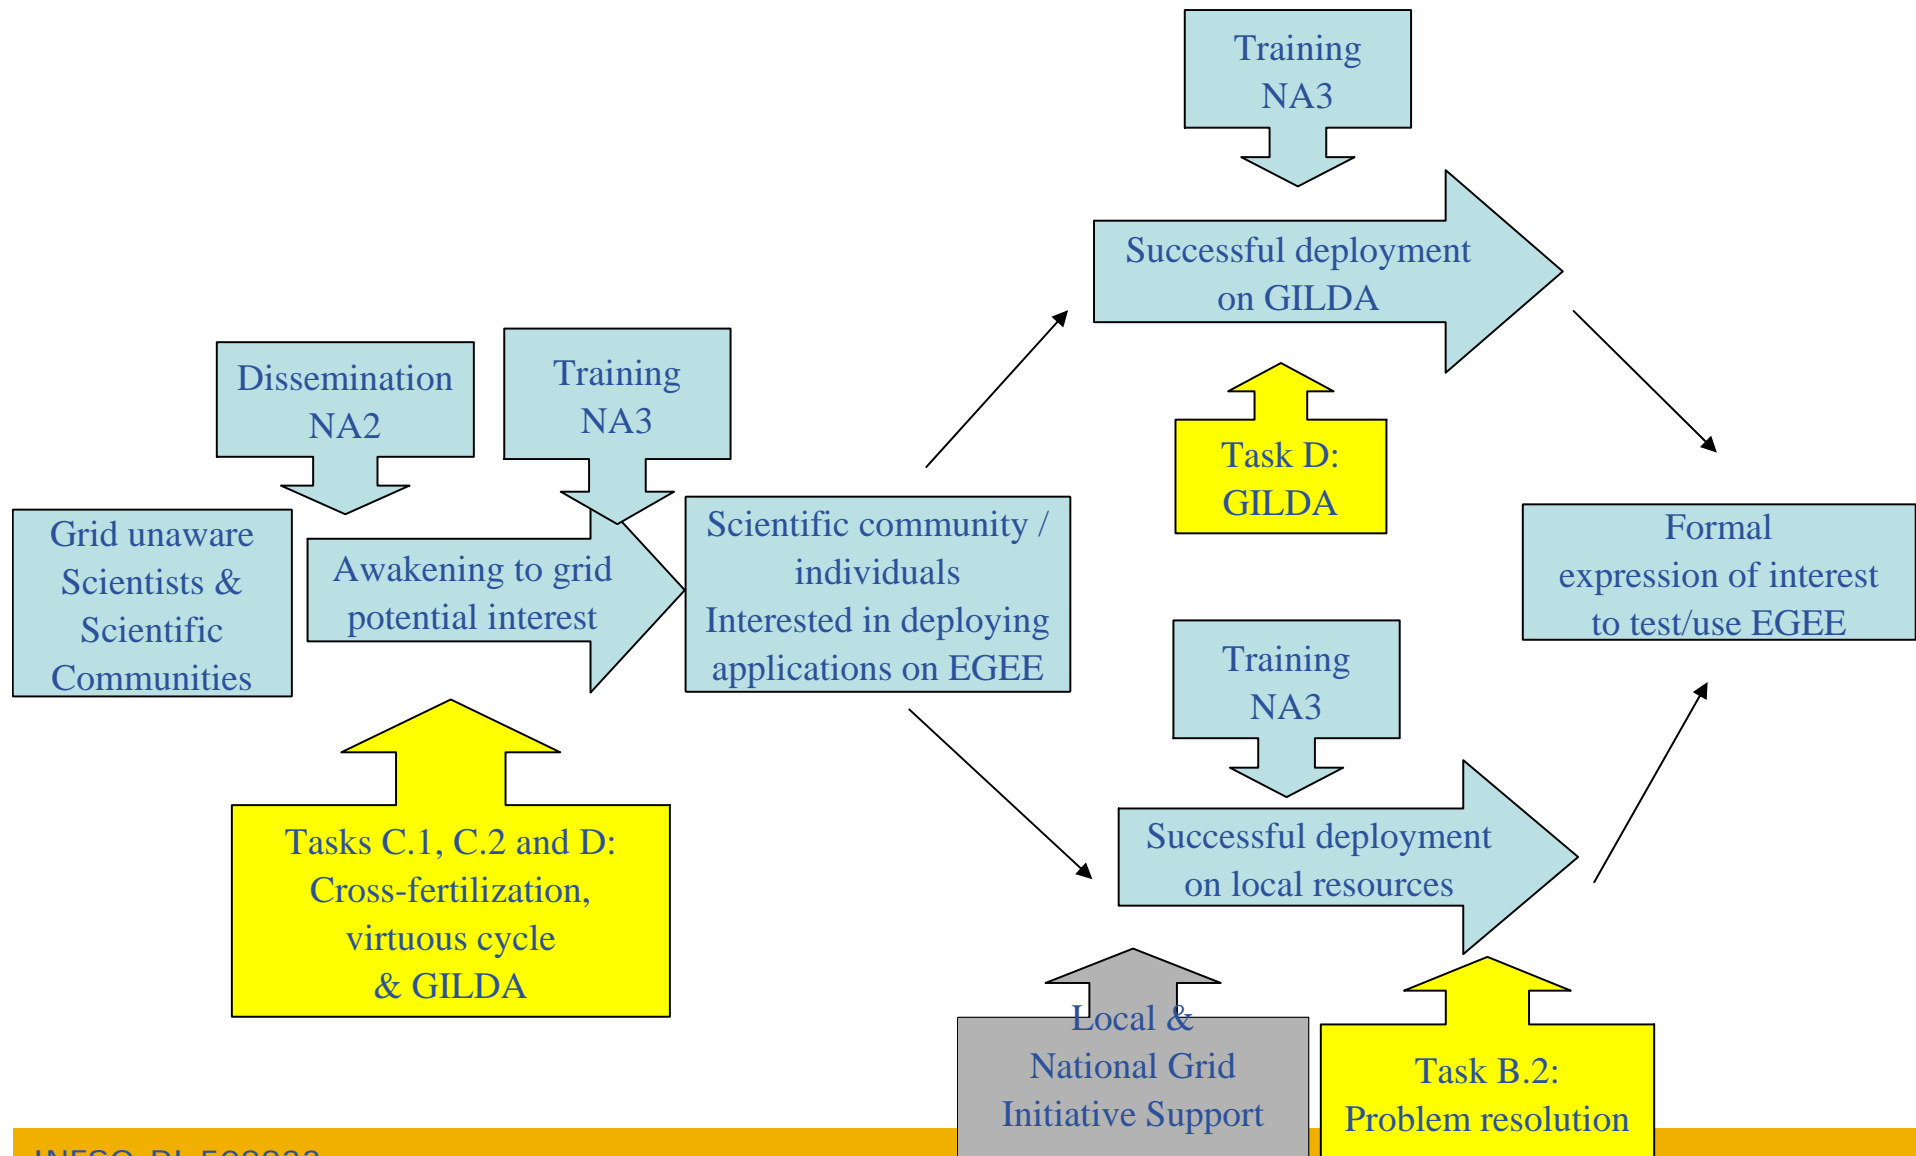 Training
NA3
Successful deployment
on GILDA
Dissemination
NA2
Training
NA3
Task D:
GILDA
Grid unaware
Scientists &
Scientific
Communities
Awakening to grid
potential interest
Scientific community /
individuals
Interested in deploying
applications on EGEE
Formal
expression of interest
to test/use EGEE
Training
NA3
Tasks C.1, C.2 and D:
Cross-fertilization,
virtuous cycle
& GILDA
Successful deployment
on local resources
Local &
National Grid
Initiative Support
Task B.2:
Problem resolution